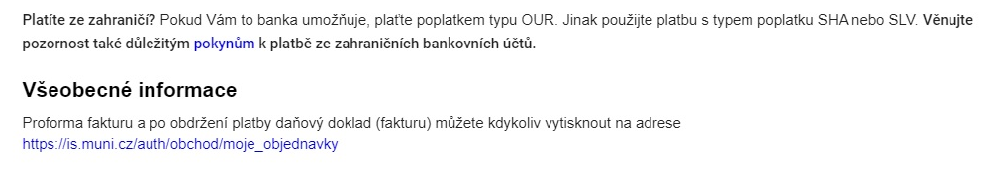 Platíte ze zahraničí? Pokud Vám to banka umožňuje, plaťte poplatkem typu OUR. Jinak použijte platbu s typem poplatku SHA nebo SLV. Věnujte
pozornost také důležitým pokynům k platbě ze zahraničních bankovních účtů.
Všeobecné informace
Proforma fakturu a po obdržení platby daňový doklad (fakturu) můžete kdykoliv vytisknout na adrese
https://is.muni.cz/auth/obchod/moje_objednavky